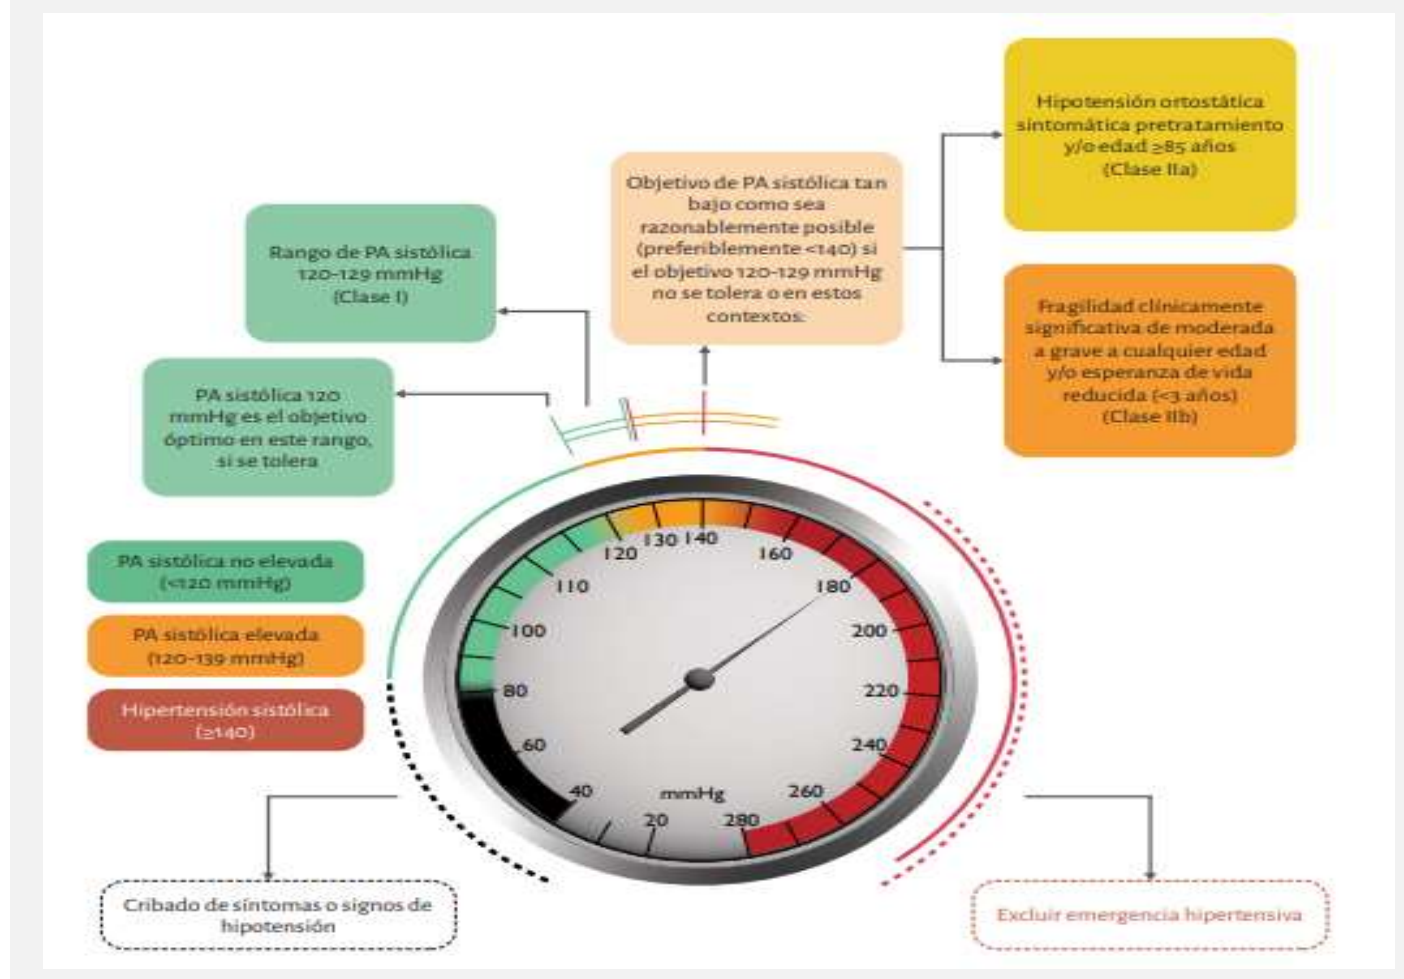 Hipotensión ortostática
sintomática pretratamiento
y/o edad ≥85 años
(Clase IIa)
Objetivo de PA sistólica tan
bajo como sea
razonablemente posible
(preferiblemente <140) si
el objetivo 120-129 mmHg
no se tolera o en estos
contextos:
Rango de PA sistólica
120-129 mmHg
(Clase I)
Fragilidad clínicamente
significativa de moderada
a grave a cualquier edad
y/o esperanza de vida
reducida (<3 años)
(Clase IIb)
PA sistólica 120
mmHg es el objetivo
óptimo en este rango,
si se tolera
PA sistólica no elevada
(<120 mmHg)
PA sistólica elevada
(120-139 mmHg)
Hipertensión sistólica
(≥140)
20
40
60
80
100
110
120
130
140
160
180
200
220
240
260
280
mmHg
Cribado de síntomas o signos de
hipotensión
Excluir emergencia hipertensiva